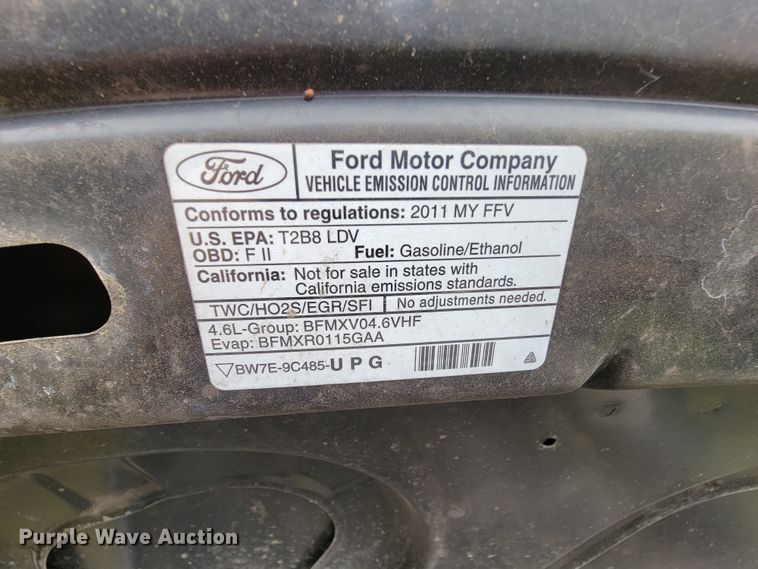 Ford
Ford Motor Company
VEHICLE EMISSION CONTROL INFORMATION
Conforms to regulations: 2011 MY FFV
U.S. EPA: T2B8 LDV
OBD: F II Fuel: Gasoline/Ethanol
California: Not for sale in states with
California emissions standards.
TWC/HO2S/EGR/SFI No adjustments needed.
4.6L-Group: BFMXV04.6VHF
Evap: BFMXR0115GAA
BW7E-9C485-U P G
Purple Wave Auction